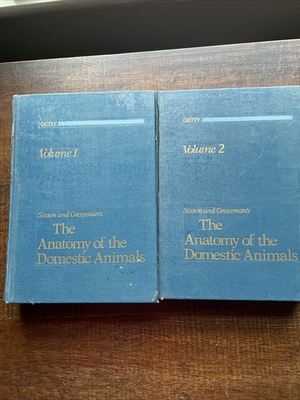 GETTY
Volume 1
Sisson and Grossman's
The
Anatomy of the
Domestic Animals
GETTY
Volume 2
Sisson and Grossman's
The
Anatomy of the
Domestic Animals